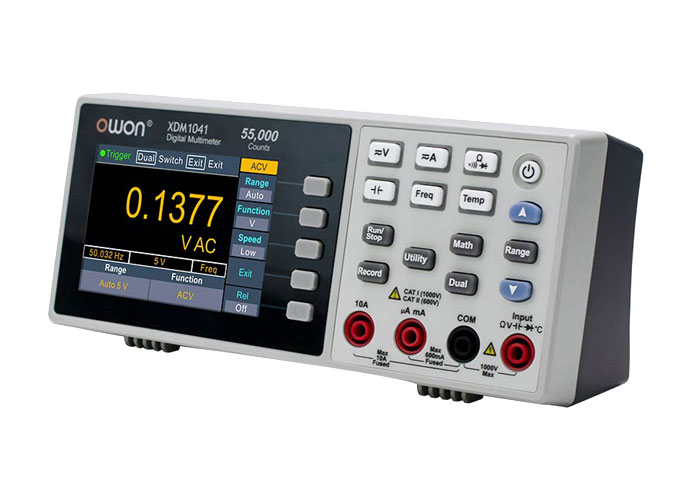 OWON®
XDM1041
Digital Multimeter
55,000
Counts
Trigger Dual Switch Exit Exit
ACV
Range
Auto
Function
V
Speed
Low
Exit
Rel
Off
0.1377
V AC
50.032 Hz 5 V Freq
Range Function
Auto 5 V ACV
≂V ≂A Ω
Freq Temp
Run/
Stop
Utility
Math
Range
Record
Dual
CAT I (1000V)
CAT II (600V)
10A
μA mA
COM
Input
ΩV °C
Max
10A
Fused
Max
600mA
Fused
1000V
Max